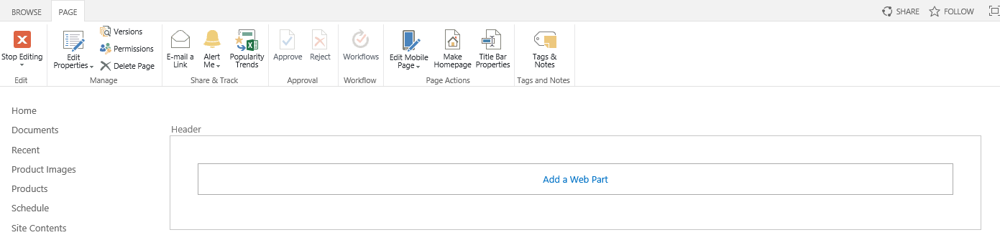 BROWSE PAGE SHARE FOLLOW
Stop Editing
Edit
Edit
Properties
Versions
Permissions
Delete Page
Manage
E-mail a
Link
Alert
Me
Popularity
Trends
Share & Track
Approve
Reject
Approval
Workflows
Workflow
Edit Mobile
Page
Make
Homepage
Title Bar
Properties
Page Actions
Tags &
Notes
Tags and Notes
Home
Documents
Recent
Product Images
Products
Schedule
Site Contents
Header
Add a Web Part